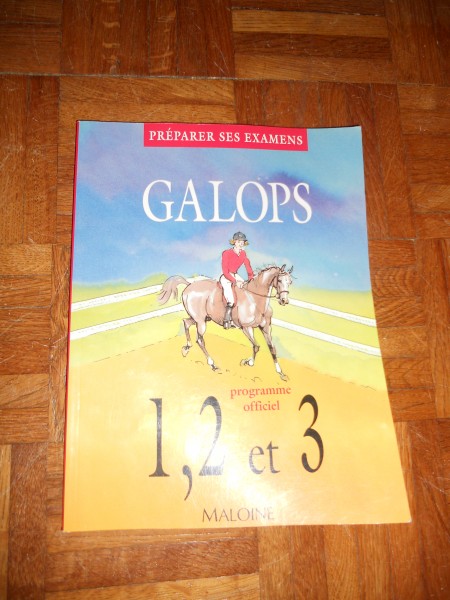 PRÉPARER SES EXAMENS
GALOPS
programme
officiel
1,2 et 3
MALOINE